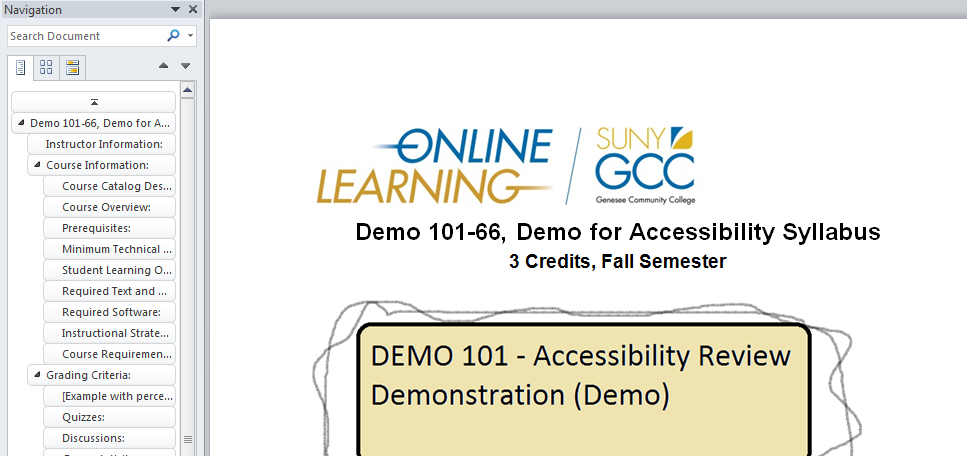 Navigation
Search Document
Demo 101-66, Demo for A...
Instructor Information:
Course Information:
Course Catalog Des...
Course Overview:
Prerequisites:
Minimum Technical ...
Student Learning O...
Required Text and ...
Required Software:
Instructional Strate...
Course Requiremen...
Grading Criteria:
[Example with perce...
Quizzes:
Discussions:
ONLINE
LEARNING
SUNY
GCC
Genesee Community College
Demo 101-66, Demo for Accessibility Syllabus
3 Credits, Fall Semester
DEMO 101 - Accessibility Review
Demonstration (Demo)